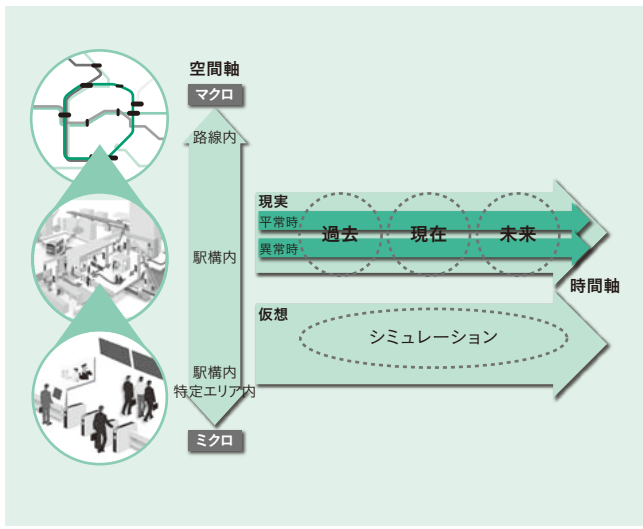 空間軸
マクロ
路線内
駅構内
駅構内
特定エリア内
ミクロ
現実
平常時
異常時
過去
現在
未来
時間軸
仮想
シミュレーション